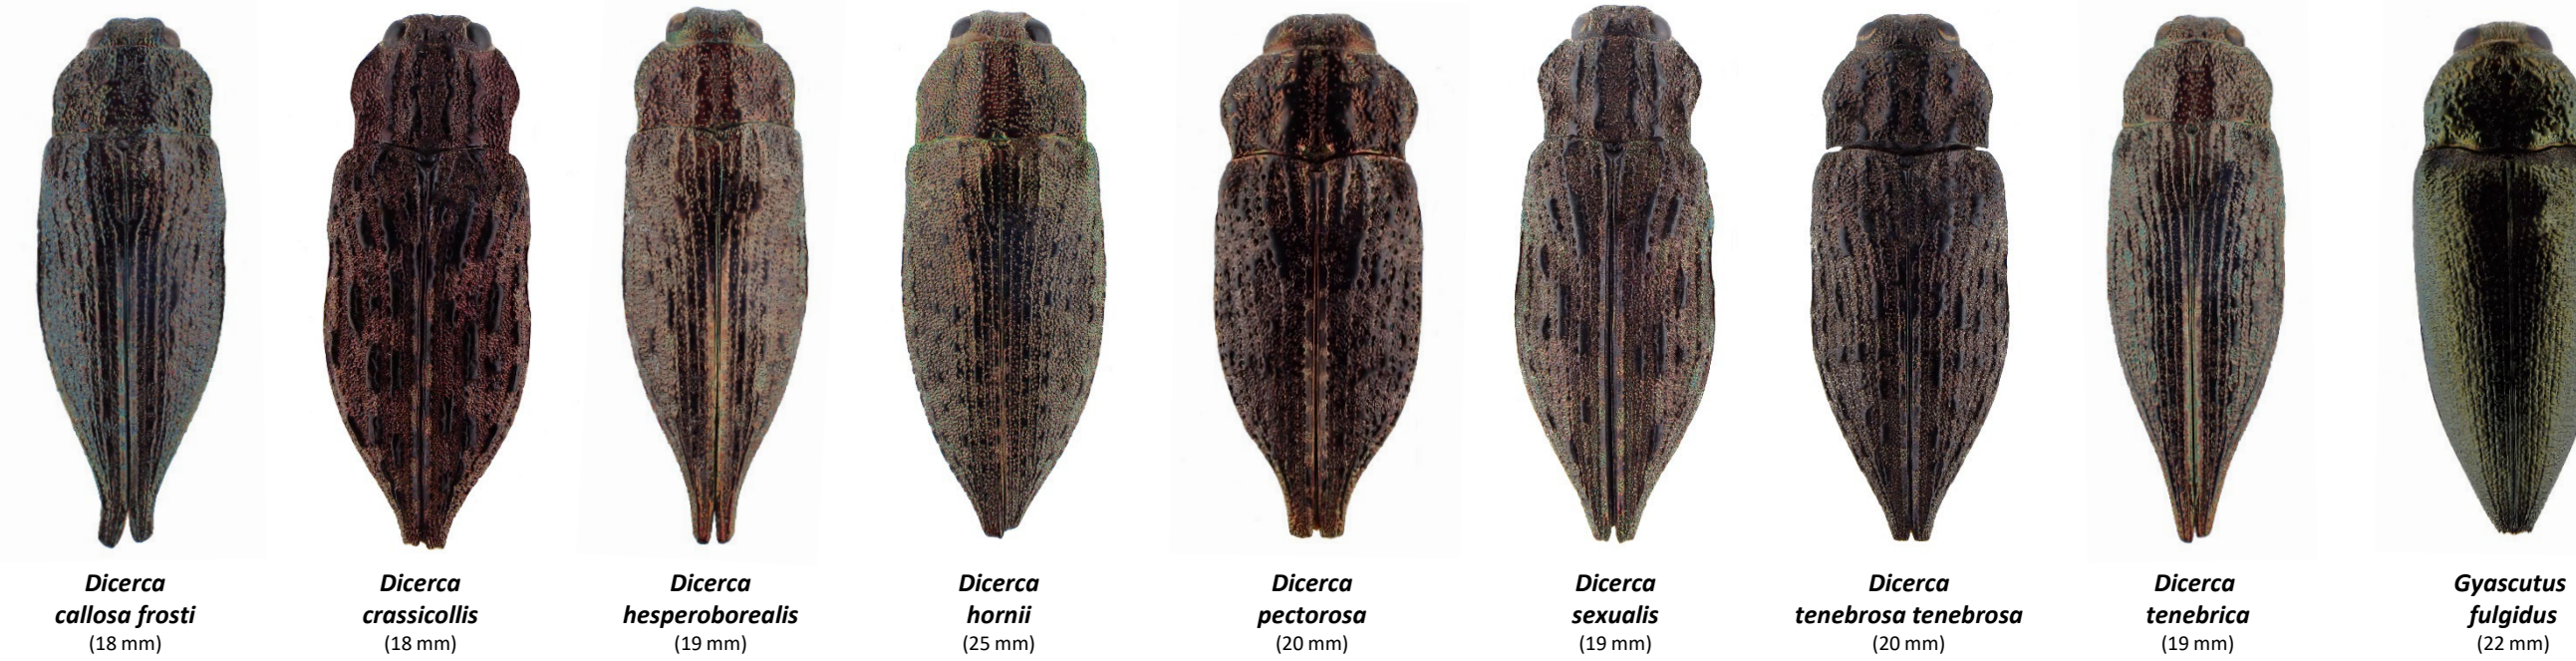 Dicerca
callosa frosti
(18 mm)
Dicerca
crassicollis
(18 mm)
Dicerca
hesperoborealis
(19 mm)
Dicerca
hornii
(25 mm)
Dicerca
pectorosa
(20 mm)
Dicerca
sexualis
(19 mm)
Dicerca
tenebrosa tenebrosa
(20 mm)
Dicerca
tenebrica
(19 mm)
Gyascutus
fulgidus
(22 mm)